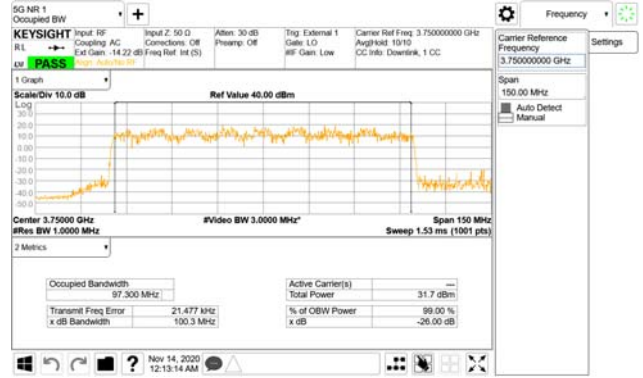 5G NR 1
Occupied BW
Frequency
Settings
KEYSIGHT
R L
LW PASS
Input: RF
Coupling: AC
Ext Gain: -14.22 dB
Align: Auto/No RF
Input Z: 50 Ω
Corrections: Off
Freq Ref: Int (S)
Atten: 30 dB
Preamp: Off
Trig: External 1
Gate: LO
#IF Gain: Low
Carrier Ref Freq: 3.750000000 GHz
Avg|Hold: 10/10
CC Info: Downlink, 1 CC
Carrier Reference
Frequency
3.750000000 GHz
Span
150.00 MHz
Auto Detect
Manual
1 Graph
Scale/Div 10.0 dB
Ref Value 40.00 dBm
Log
30.0
20.0
10.0
0.00
-10.0
-20.0
-30.0
-40.0
-50.0
Center 3.75000 GHz
#Video BW 3.0000 MHz*
Span 150 MHz
#Res BW 1.0000 MHz
Sweep 1.53 ms (1001 pts)
2 Metrics
Occupied Bandwidth
97.300 MHz
Transmit Freq Error 21.477 kHz
x dB Bandwidth 100.3 MHz
Active Carrier(s) ---
Total Power 31.7 dBm
% of OBW Power 99.00 %
x dB -26.00 dB
?
Nov 14, 2020
12:13:14 AM